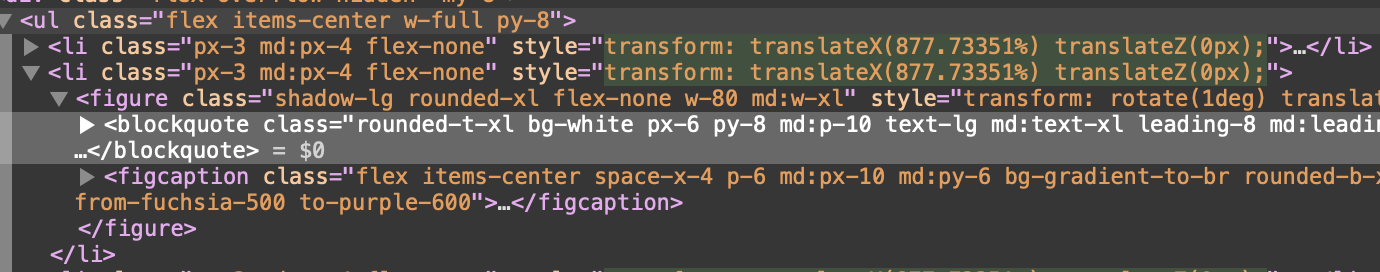 <ul class="flex items-center w-full py-8">
▶<li class="px-3 md:px-4 flex-none" style="transform: translateX(877.73351%) translateZ(0px);">…</li>
▼<li class="px-3 md:px-4 flex-none" style="transform: translateX(877.73351%) translateZ(0px);">
▼<figure class="shadow-lg rounded-xl flex-none w-80 md:w-xl" style="transform: rotate(1deg) translat
▶<blockquote class="rounded-t-xl bg-white px-6 py-8 md:p-10 text-lg md:text-xl leading-8 md:leadin
…</blockquote> = $0
▶<figcaption class="flex items-center space-x-4 p-6 md:px-10 md:py-6 bg-gradient-to-br rounded-b-x
from-fuchsia-500 to-purple-600">…</figcaption>
</figure>
</li>